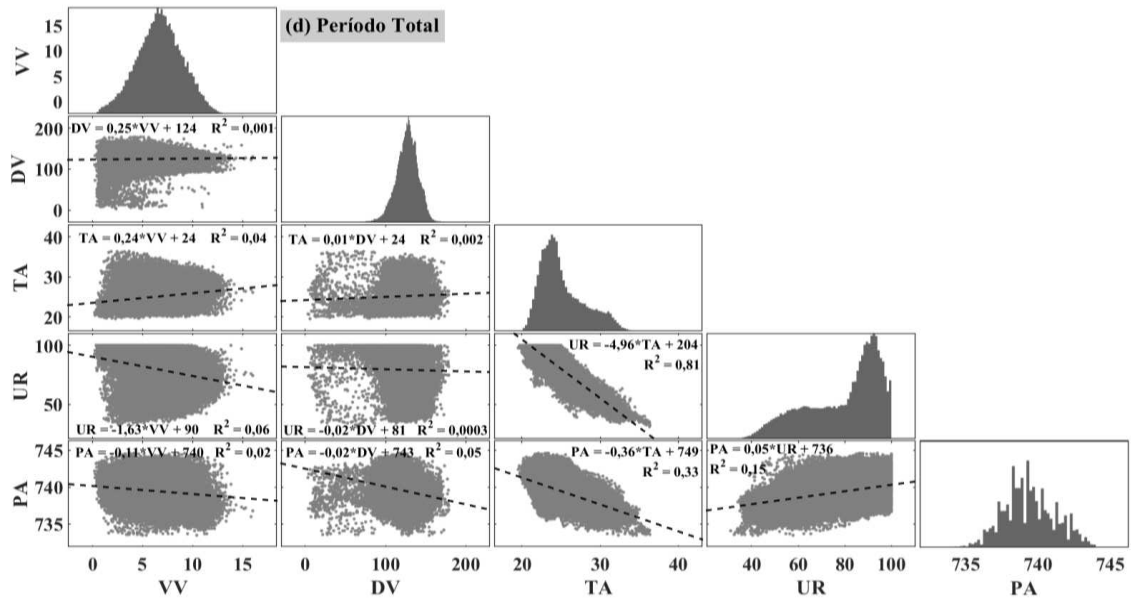 (d) Período Total
VV
15
10
5
0
DV = 0,25*VV + 124 R² = 0,001
DV
200
100
0
TA = 0,24*VV + 24 R² = 0,04
TA = 0,01*DV + 24 R² = 0,002
TA
40
30
20
UR = -4,96*TA + 204
R² = 0,81
UR
100
50
UR = -1,63*VV + 90 R² = 0,06
UR = -0,02*DV + 81 R² = 0,0003
PA = -0,11*VV + 740 R² = 0,02
PA = -0,02*DV + 743 R² = 0,05
PA = -0,36*TA + 749
R² = 0,33
PA = 0,05*UR + 736
R² = 0,15
PA
745
740
735
0 5 10 15
0 100 200
20 30 40
40 60 80 100
735 740 745
VV DV TA UR PA